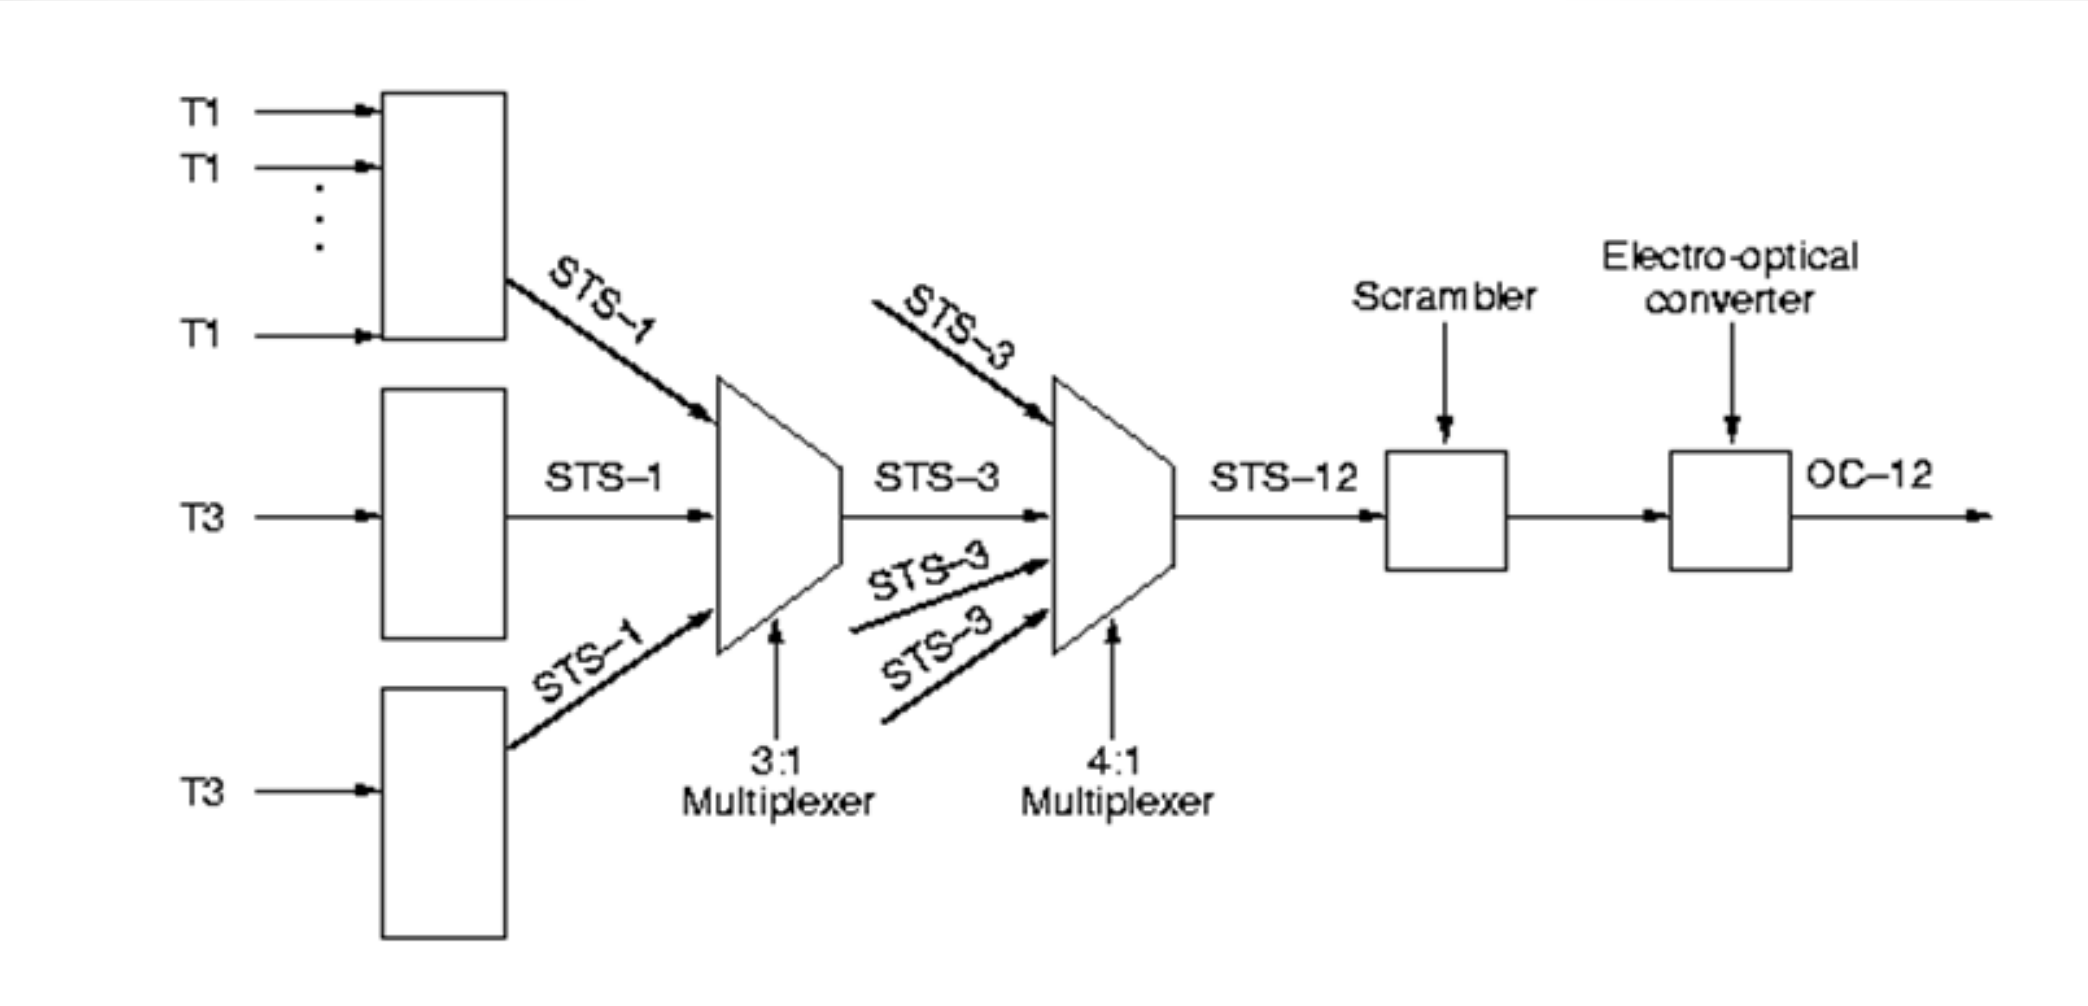 T1
T1
T1
T3
T3
STS–1
STS–1
STS–1
3:1
Multiplexer
STS–3
STS–3
STS–3
STS–3
4:1
Multiplexer
STS–12
Scrambler
Electro-optical
converter
OC–12